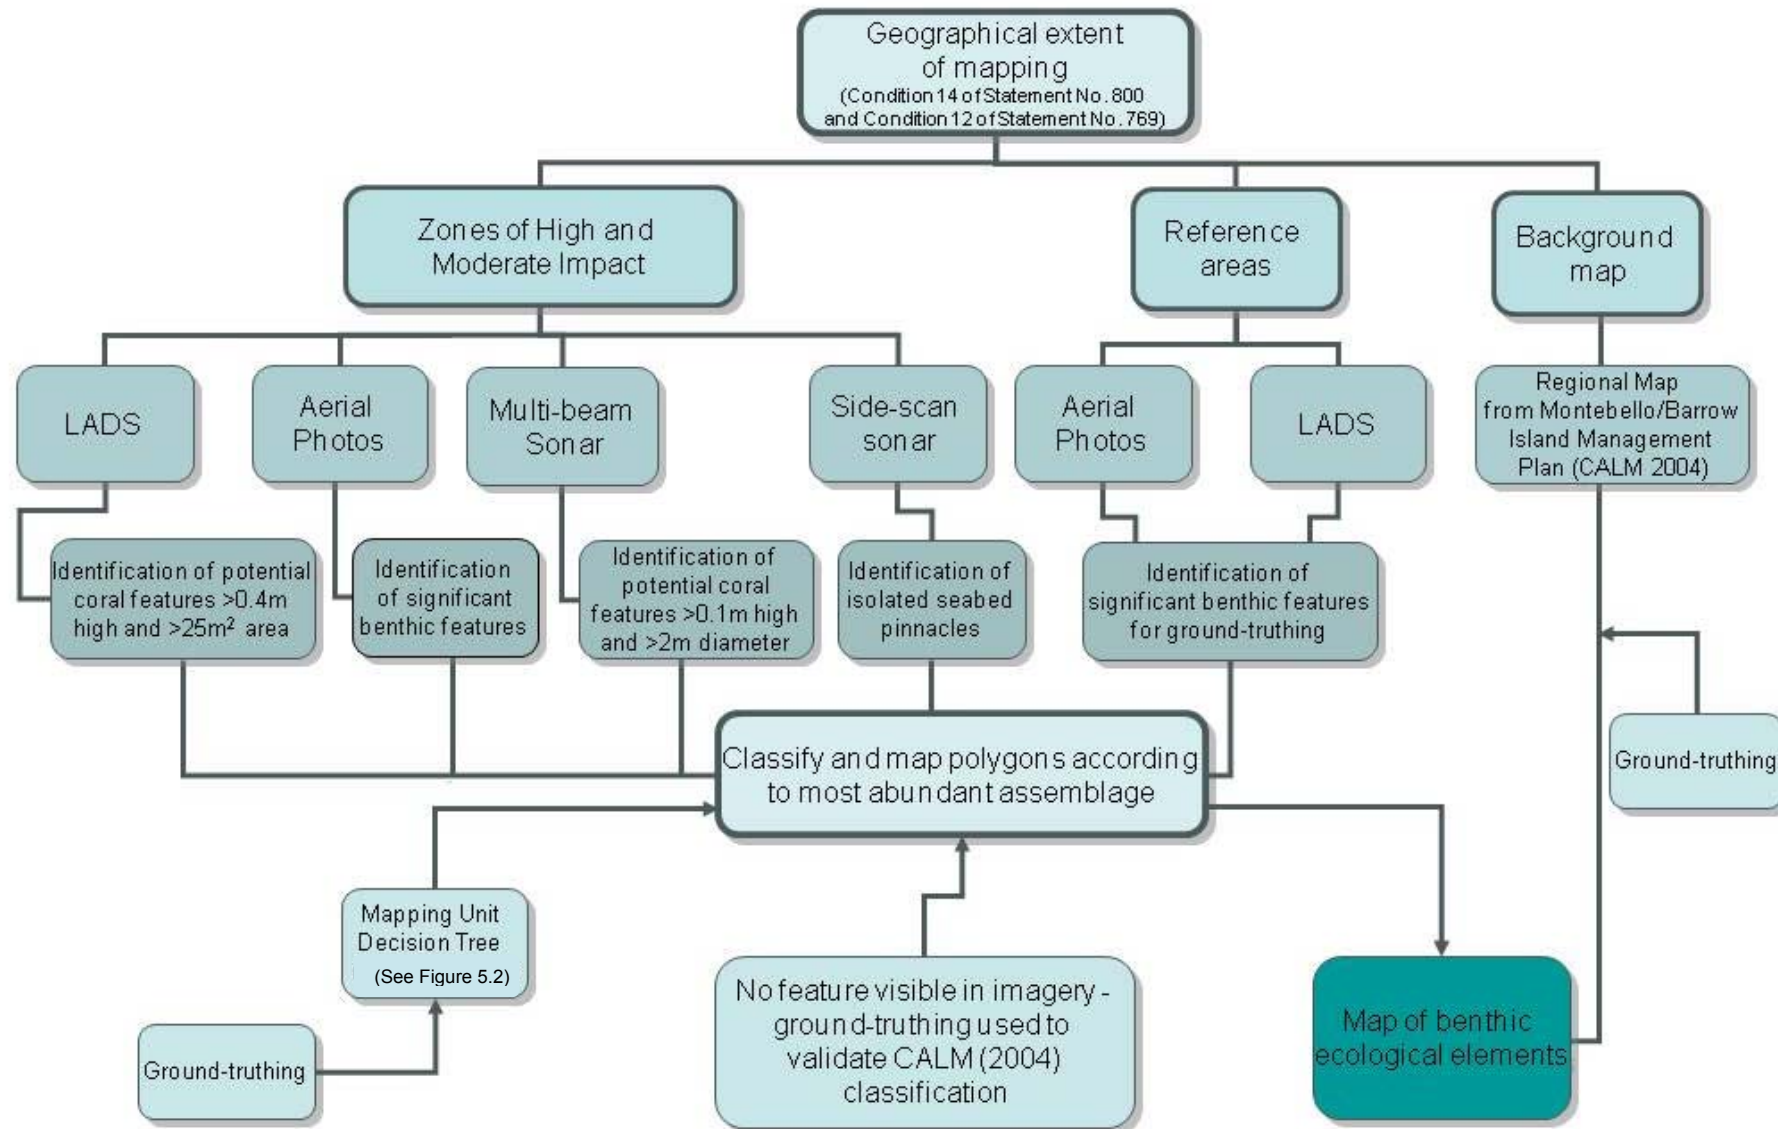 Geographical extent
of mapping
(Condition 14 of Statement No. 800
and Condition 12 of Statement No. 769)
Zones of High and
Moderate Impact
Reference
areas
Background
map
LADS
Aerial
Photos
Multi-beam
Sonar
Side-scan
sonar
Aerial
Photos
LADS
Regional Map
from Montebello/Barrow
Island Management
Plan (CALM 2004)
Identification of potential
coral features >0.4m
high and >25m² area
Identification
of significant
benthic features
Identification of
potential coral
features >0.1m high
and >2m diameter
Identification of
isolated seabed
pinnacles
Identification of
significant benthic features
for ground-truthing
Classify and map polygons according
to most abundant assemblage
Ground-truthing
Mapping Unit
Decision Tree
(See Figure 5.2)
No feature visible in imagery -
ground-truthing used to
validate CALM (2004)
classification
Map of benthic
ecological elements
Ground-truthing